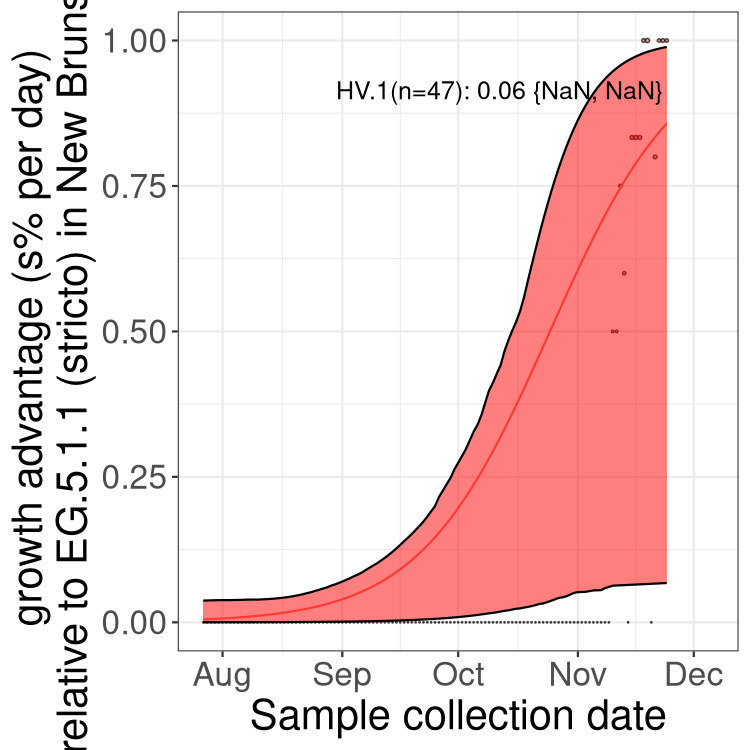 growth advantage (s% per day)
relative to EG.5.1.1 (stricto) in New Bruns
1.00
0.75
0.50
0.25
0.00
HV.1(n=47): 0.06 {NaN, NaN}
Aug Sep Oct Nov Dec
Sample collection date